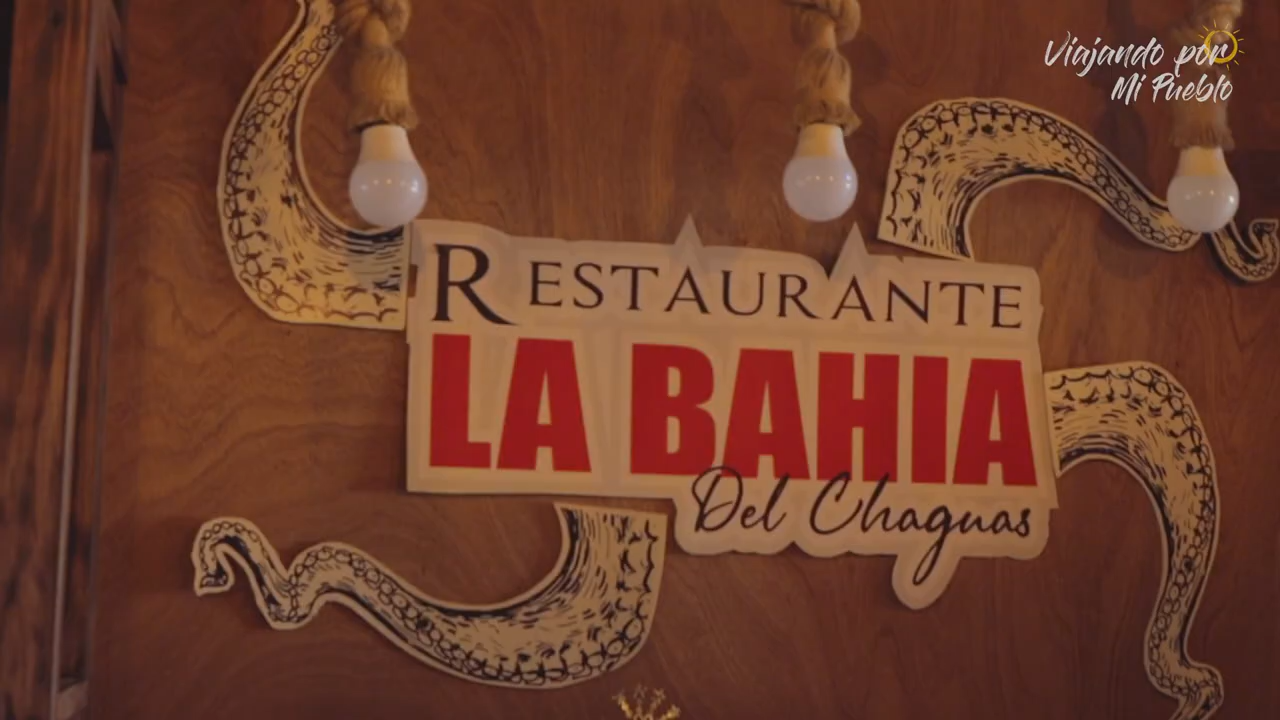 Viajando por
Mi Pueblo
RESTAURANTE
LA BAHIA
Del Chaguas